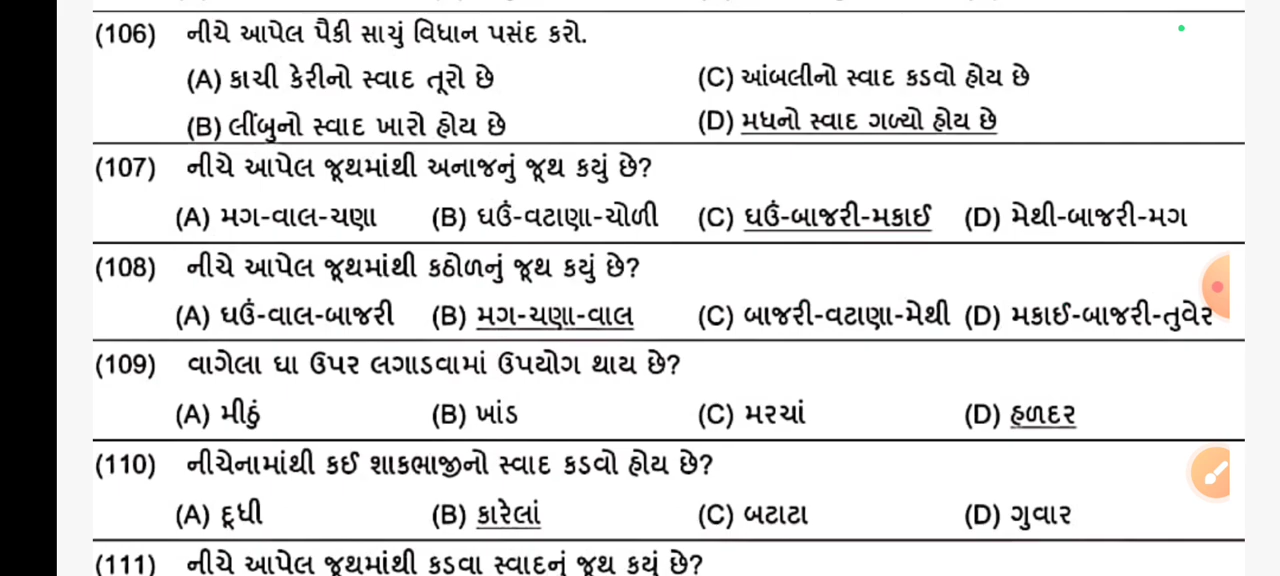 (106) નીચે આપેલ પૈકી સાચું વિધાન પસંદ કરો.
(A) કાચી કેરીનો સ્વાદ તૂરો છે (C) આંબલીનો સ્વાદ કડવો હોય છે
(B) લીંબુનો સ્વાદ ખારો હોય છે (D) મધનો સ્વાદ ગળ્યો હોય છે
(107) નીચે આપેલ જૂથમાંથી અનાજનું જૂથ કયું છે?
(A) મગ-વાલ-ચણા (B) ઘઉં-વટાણા-ચોળી (C) ઘઉં-બાજરી-મકાઈ (D) મેથી-બાજરી-મગ
(108) નીચે આપેલ જૂથમાંથી કઠોળનું જૂથ કયું છે?
(A) ઘઉં-વાલ-બાજરી (B) મગ-ચણા-વાલ (C) બાજરી-વટાણા-મેથી (D) મકાઈ-બાજરી-તુવેર
(109) વાગેલા ઘા ઉપર લગાડવામાં ઉપયોગ થાય છે?
(A) મીઠું (B) ખાંડ (C) મરચાં (D) હળદર
(110) નીચેનામાંથી કઈ શાકભાજીનો સ્વાદ કડવો હોય છે?
(A) દૂધી (B) કારેલાં (C) બટાટા (D) ગુવાર
(111) નીચે આપેલ જૂથમાંથી કડવા સ્વાદનું જૂથ કયું છે?